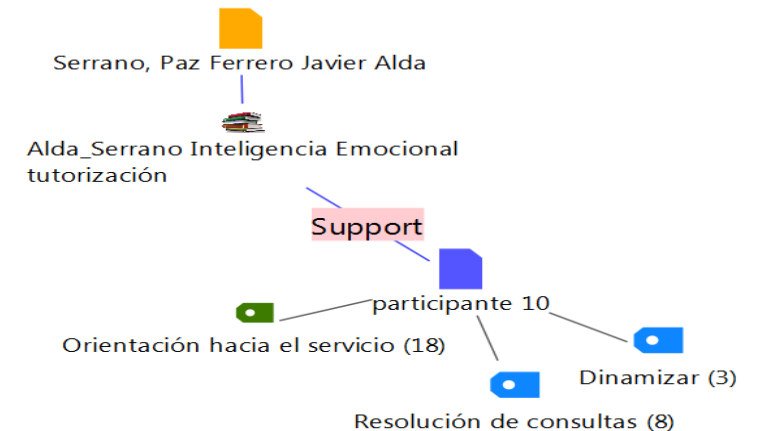 Serrano, Paz Ferrero Javier Alda
Alda_Serrano Inteligencia Emocional
tutorización
Support
participante 10
Orientación hacia el servicio (18)
Dinamizar (3)
Resolución de consultas (8)